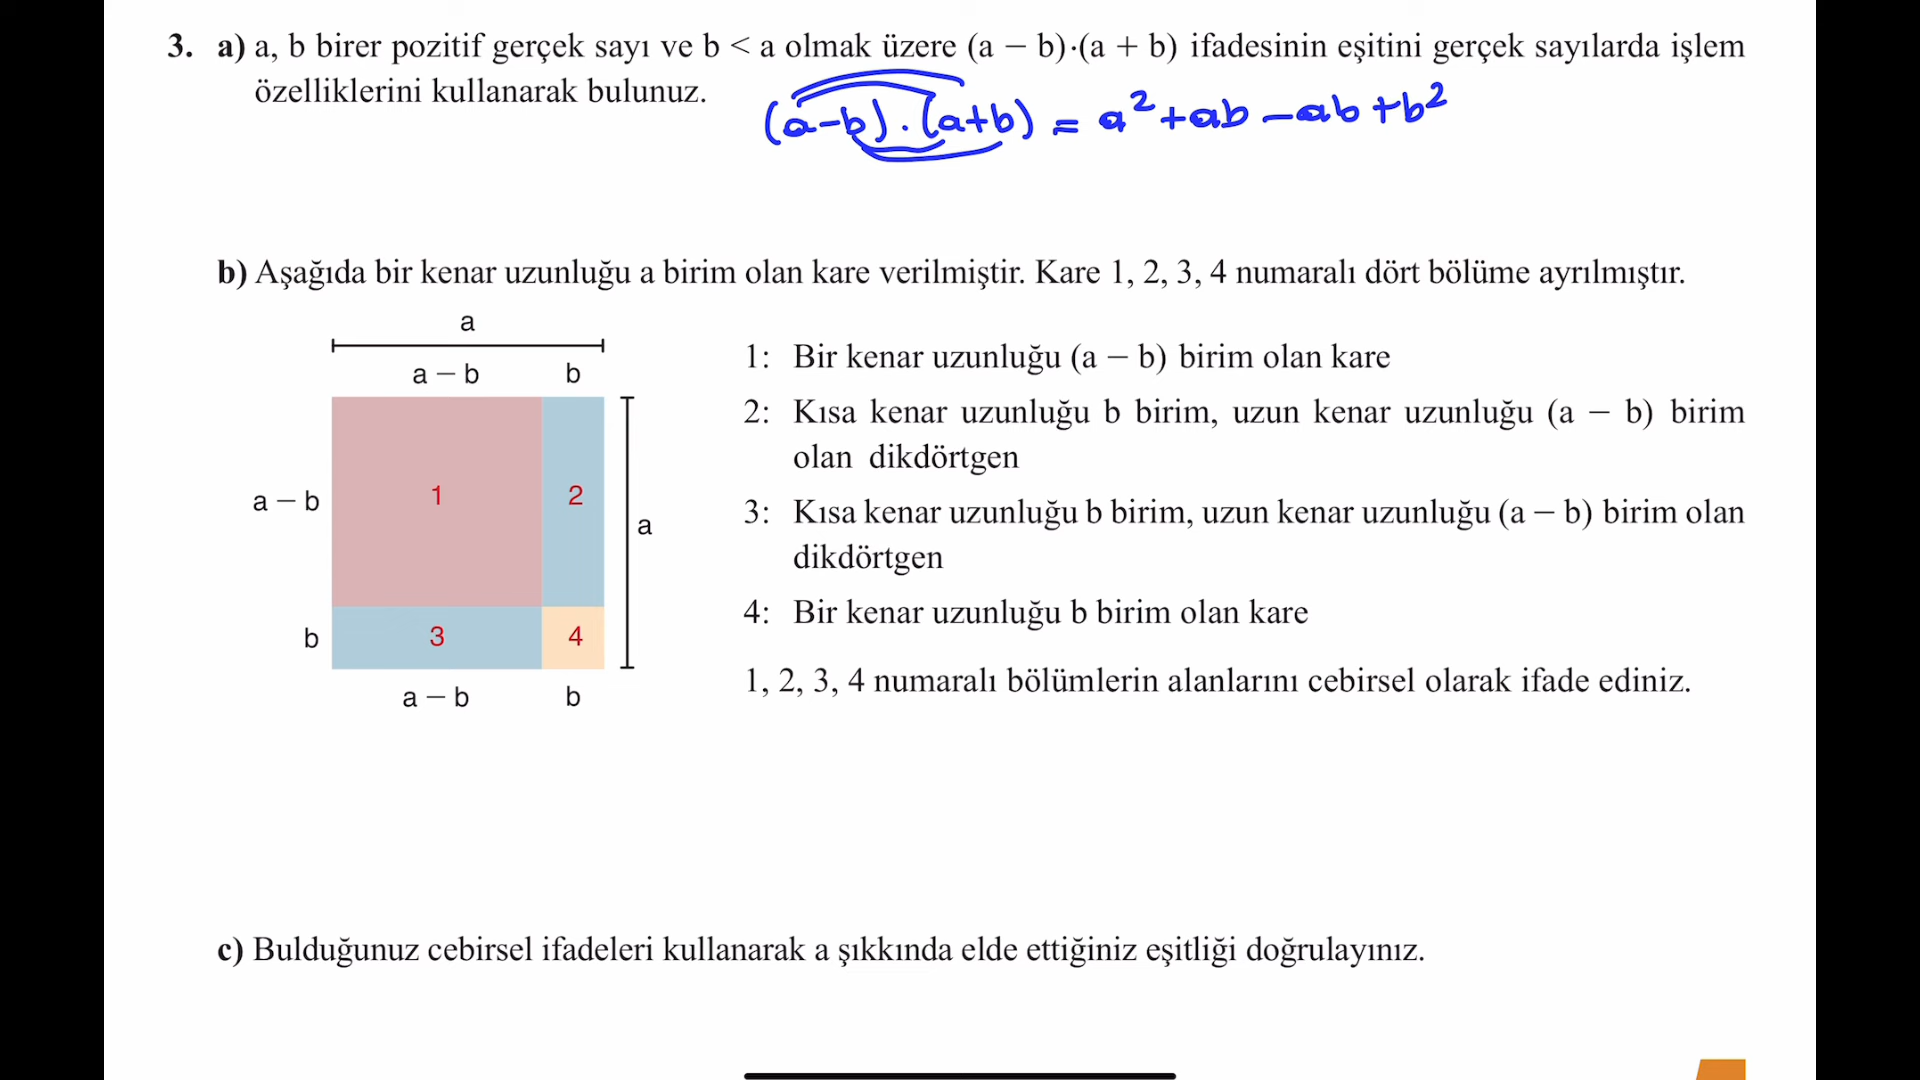 3. a) a, b birer pozitif gerçek sayı ve b < a olmak üzere (a − b)·(a + b) ifadesinin eşitini gerçek sayılarda işlem
özelliklerini kullanarak bulunuz.
(a-b).(a+b) = a²+ab-ab+b²
b) Aşağıda bir kenar uzunluğu a birim olan kare verilmiştir. Kare 1, 2, 3, 4 numaralı dört bölüme ayrılmıştır.
a
a − b b
a − b 1 2 a
b 3 4
a − b b
1: Bir kenar uzunluğu (a − b) birim olan kare
2: Kısa kenar uzunluğu b birim, uzun kenar uzunluğu (a − b) birim
olan dikdörtgen
3: Kısa kenar uzunluğu b birim, uzun kenar uzunluğu (a − b) birim olan
dikdörtgen
4: Bir kenar uzunluğu b birim olan kare
1, 2, 3, 4 numaralı bölümlerin alanlarını cebirsel olarak ifade ediniz.
c) Bulduğunuz cebirsel ifadeleri kullanarak a şıkkında elde ettiğiniz eşitliği doğrulayınız.